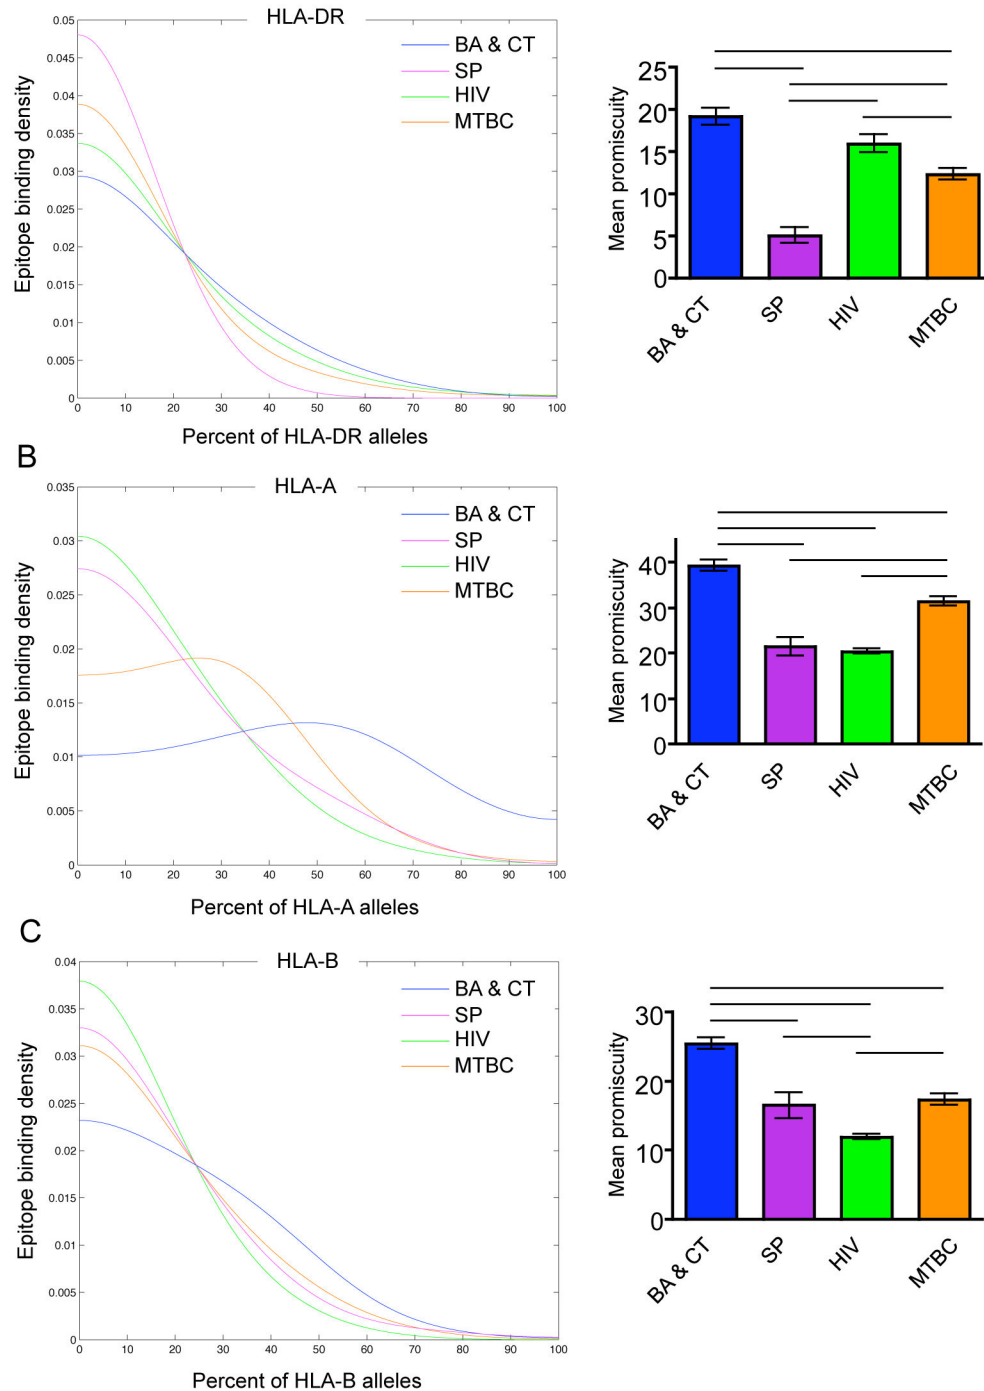 HLA-DR
0.05
0.045
0.04
0.035
0.03
0.025
0.02
0.015
0.01
0.005
0
Epitope binding density
BA & CT
SP
HIV
MTBC
0 10 20 30 40 50 60 70 80 90 100
Percent of HLA-DR alleles
25
20
15
10
5
0
Mean promiscuity
BA & CT
SP
HIV
MTBC
B
HLA-A
0.035
0.03
0.025
0.02
0.015
0.01
0.005
0
Epitope binding density
BA & CT
SP
HIV
MTBC
0 10 20 30 40 50 60 70 80 90 100
Percent of HLA-A alleles
40
30
20
10
0
Mean promiscuity
BA & CT
SP
HIV
MTBC
C
HLA-B
0.04
0.035
0.03
0.025
0.02
0.015
0.01
0.005
0
Epitope binding density
BA & CT
SP
HIV
MTBC
0 10 20 30 40 50 60 70 80 90 100
Percent of HLA-B alleles
30
20
10
0
Mean promiscuity
BA & CT
SP
HIV
MTBC